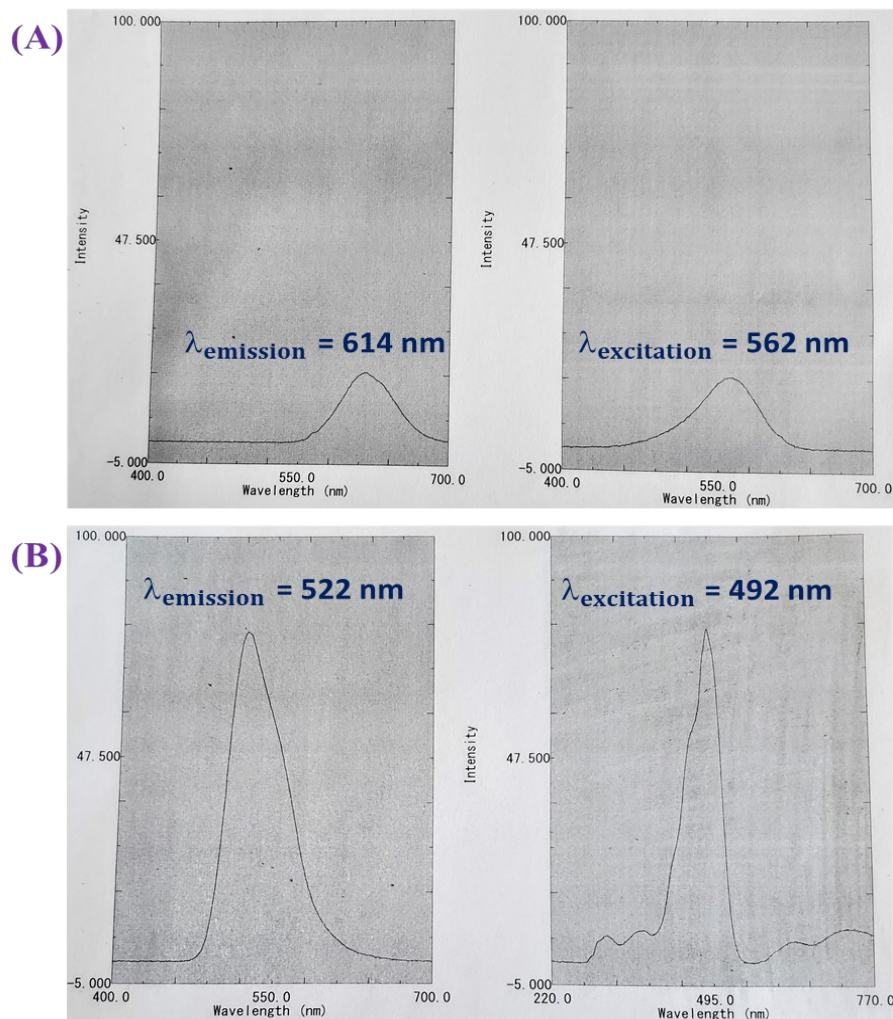 (A)
100.000
Intensity
47.500
λemission = 614 nm
-5.000
400.0
550.0
700.0
Wavelength (nm)
100.000
Intensity
47.500
λexcitation = 562 nm
-5.000
400.0
550.0
700.0
Wavelength (nm)
(B)
100.000
λemission = 522 nm
47.500
-5.000
400.0
550.0
700.0
Wavelength (nm)
100.000
λexcitation = 492 nm
Intensity
47.500
-5.000
220.0
495.0
770.0
Wavelength (nm)